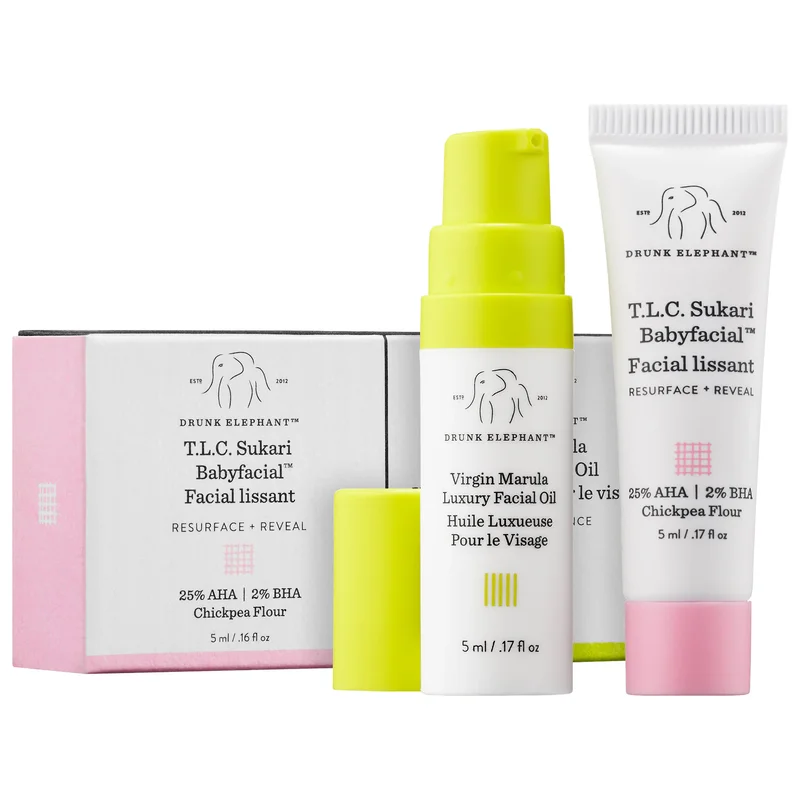 ESTD 2012
DRUNK ELEPHANT™
T.L.C. Sukari
Babyfacial™
Facial lissant
RESURFACE + REVEAL
25% AHA | 2% BHA
Chickpea Flour
5 ml / .16 fl oz
Oil
r le vis
ESTD 2012
DRUNK ELEPHANT™
Virgin Marula
Luxury Facial Oil
Huile Luxueuse
Pour le Visage
5 ml / .17 fl oz
ESTD 2012
DRUNK ELEPHANT™
T.L.C. Sukari
Babyfacial™
Facial lissant
RESURFACE + REVEAL
25% AHA | 2% BHA
Chickpea Flour
5 ml / .17 fl oz